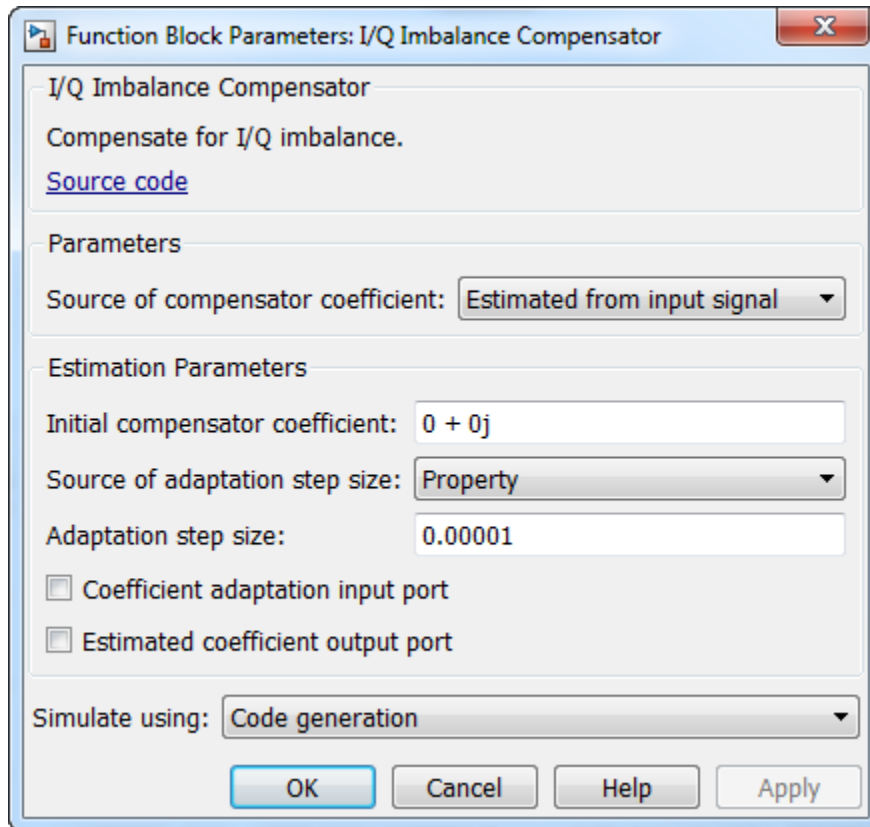 Function Block Parameters: I/Q Imbalance Compensator
I/Q Imbalance Compensator
Compensate for I/Q imbalance.
Source code
Parameters
Source of compensator coefficient: Estimated from input signal
Estimation Parameters
Initial compensator coefficient: 0 + 0j
Source of adaptation step size: Property
Adaptation step size: 0.00001
Coefficient adaptation input port
Estimated coefficient output port
Simulate using: Code generation
OK Cancel Help Apply